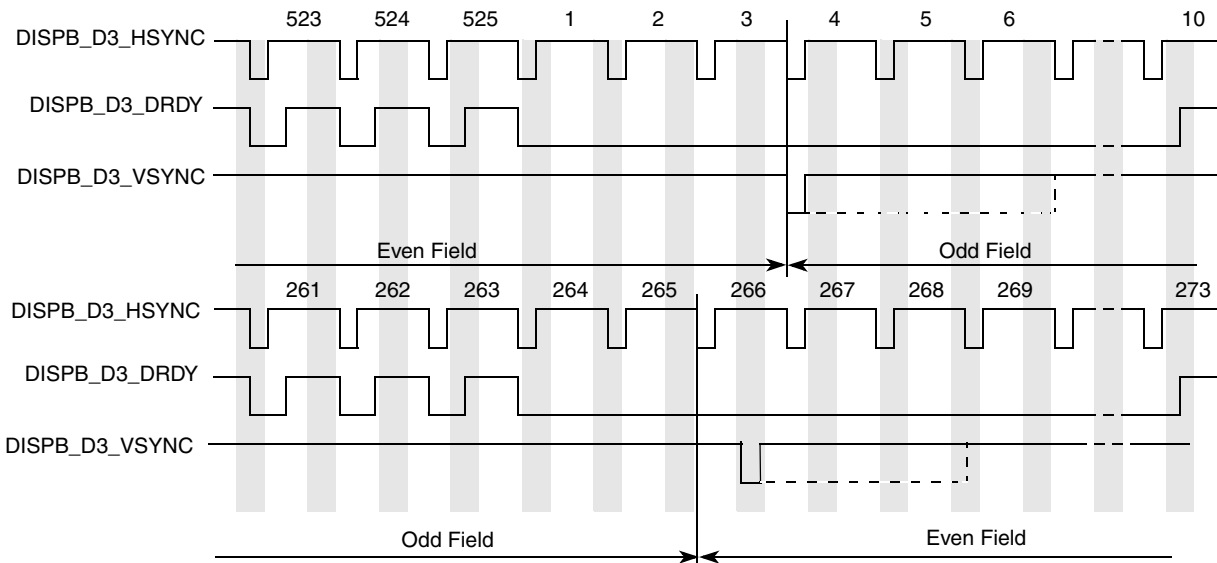 523 524 525 1 2 3 4 5 6 10
DISPB_D3_HSYNC
DISPB_D3_DRDY
DISPB_D3_VSYNC
Even Field Odd Field
261 262 263 264 265 266 267 268 269 273
DISPB_D3_HSYNC
DISPB_D3_DRDY
DISPB_D3_VSYNC
Odd Field Even Field